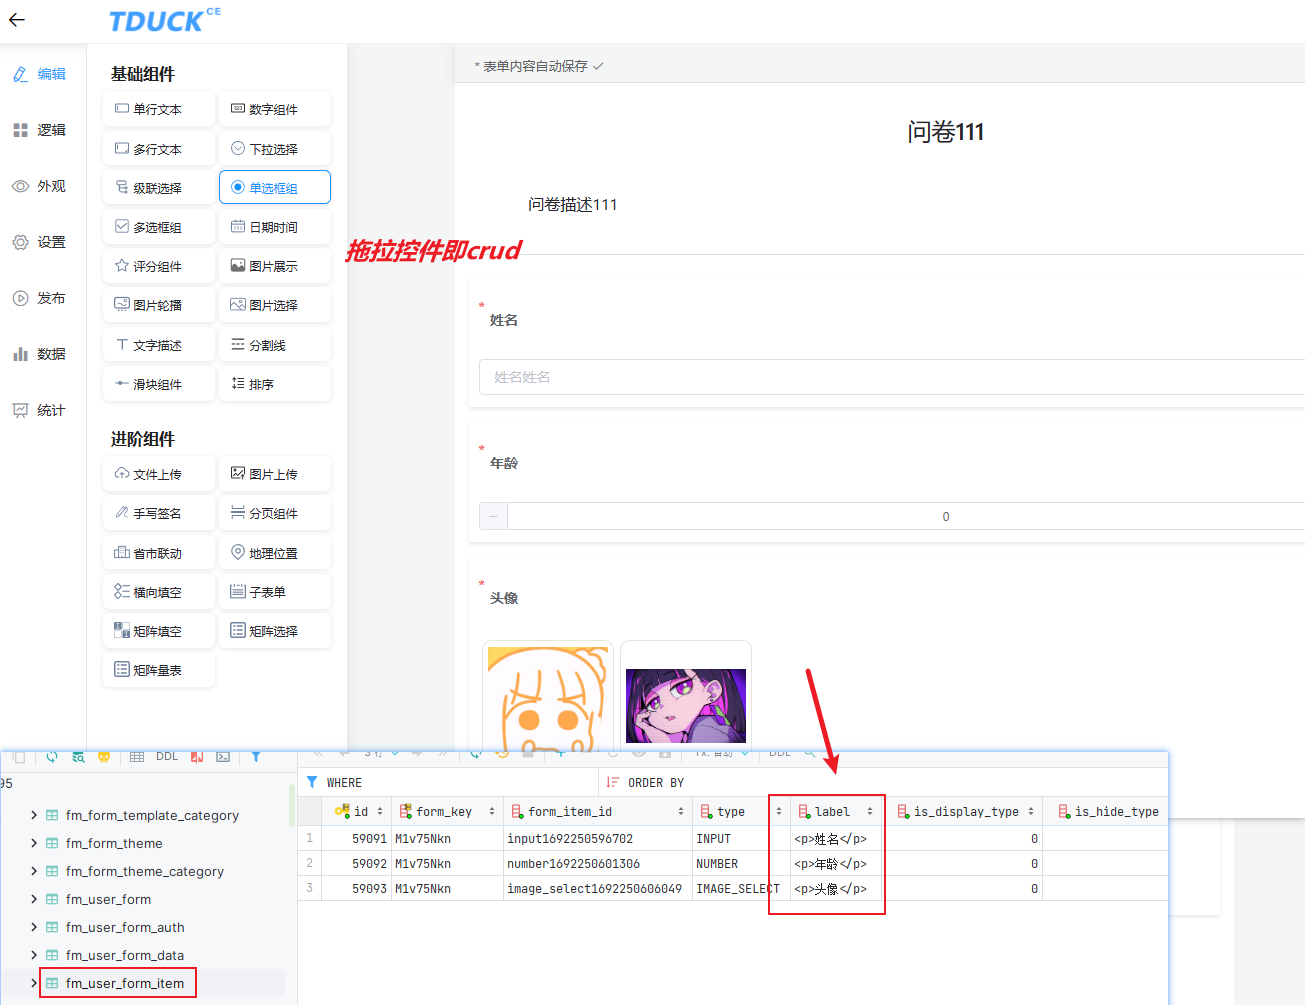 TDUCK CE
编辑
逻辑
外观
设置
发布
数据
统计
基础组件
单行文本
数字组件
多行文本
下拉选择
级联选择
单选框组
多选框组
日期时间
评分组件
图片展示
图片轮播
图片选择
文字描述
分割线
滑块组件
排序
进阶组件
文件上传
图片上传
手写签名
分页组件
省市联动
地理位置
横向填空
子表单
矩阵填空
矩阵选择
矩阵量表
* 表单内容自动保存
问卷111
问卷描述111
拖拉控件即crud
* 姓名
姓名姓名
* 年龄
0
* 头像
DDL
3 行
Tx: 自动
DDL
95
fm_form_template_category
fm_form_theme
fm_form_theme_category
fm_user_form
fm_user_form_auth
fm_user_form_data
fm_user_form_item
WHERE
ORDER BY
id form_key form_item_id type label is_display_type is_hide_type
1 59091 M1v75Nkn input1692250596702 INPUT <p>姓名</p> 0
2 59092 M1v75Nkn number1692250601306 NUMBER <p>年龄</p> 0
3 59093 M1v75Nkn image_select1692250606049 IMAGE_SELECT <p>头像</p> 0